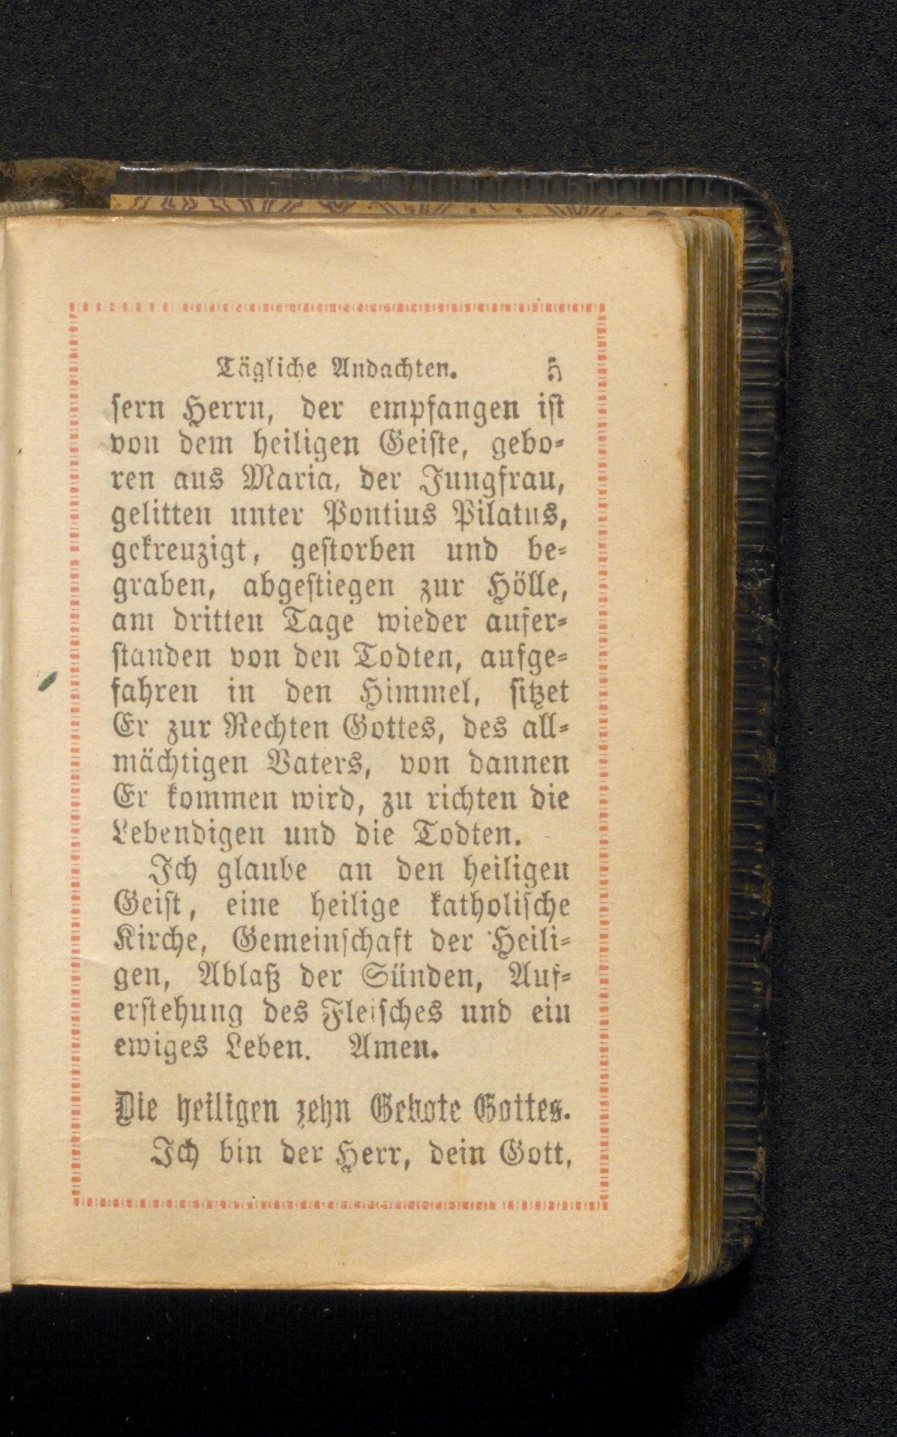 Tägliche Andachten. 5
sern Herrn, der empfangen ist
von dem heiligen Geiste, gebo-
ren aus Maria, der Jungfrau,
gelitten unter Pontius Pilatus,
gekreuzigt, gestorben und be-
graben, abgestiegen zur Hölle,
am dritten Tage wieder aufer-
standen von den Todten, aufge-
fahren in den Himmel, sitzet
Er zur Rechten Gottes, des all-
mächtigen Vaters, von dannen
Er kommen wird, zu richten die
Lebendigen und die Todten.
Ich glaube an den heiligen
Geist, eine heilige katholische
Kirche, Gemeinschaft der Heili-
gen, Ablaß der Sünden, Auf-
erstehung des Fleisches und ein
ewiges Leben. Amen.
Die heiligen zehn Gebote Gottes.
Ich bin der Herr, dein Gott,